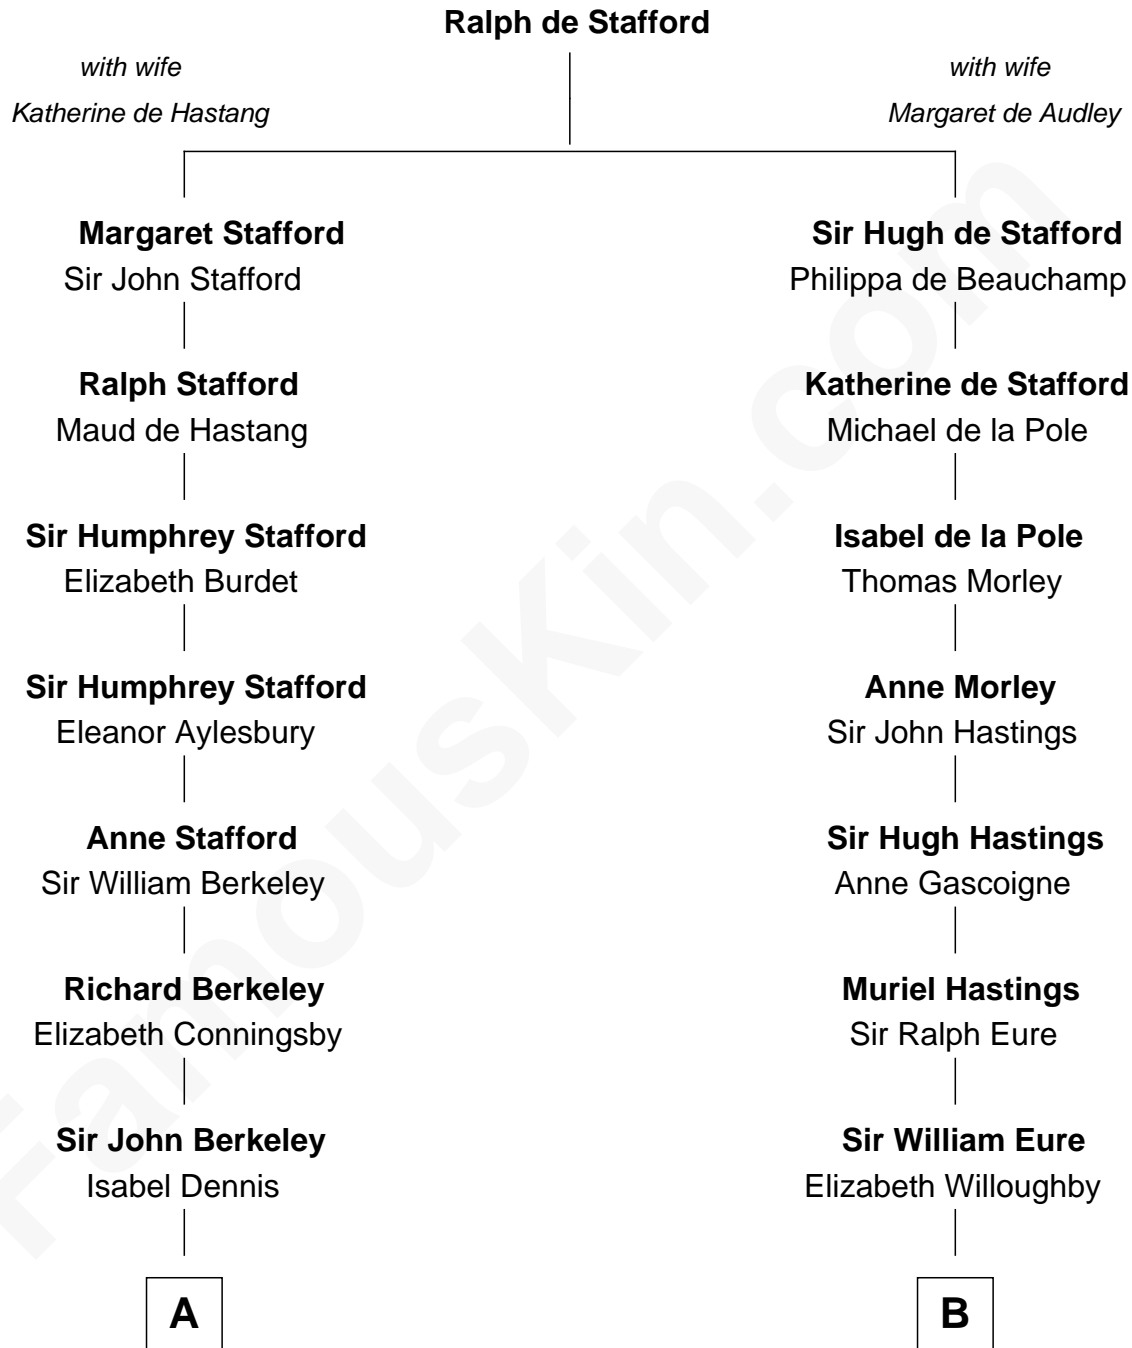 Ralph de Stafford
with wife
Katherine de Hastang
with wife
Margaret de Audley
Margaret Stafford
Sir John Stafford
Sir Hugh de Stafford
Philippa de Beauchamp
Ralph Stafford
Maud de Hastang
Katherine de Stafford
Michael de la Pole
Sir Humphrey Stafford
Elizabeth Burdet
Isabel de la Pole
Thomas Morley
Sir Humphrey Stafford
Eleanor Aylesbury
Anne Morley
Sir John Hastings
Anne Stafford
Sir William Berkeley
Sir Hugh Hastings
Anne Gascoigne
Richard Berkeley
Elizabeth Conningsby
Muriel Hastings
Sir Ralph Eure
Sir John Berkeley
Isabel Dennis
Sir William Eure
Elizabeth Willoughby
A
B
FamousKin.com